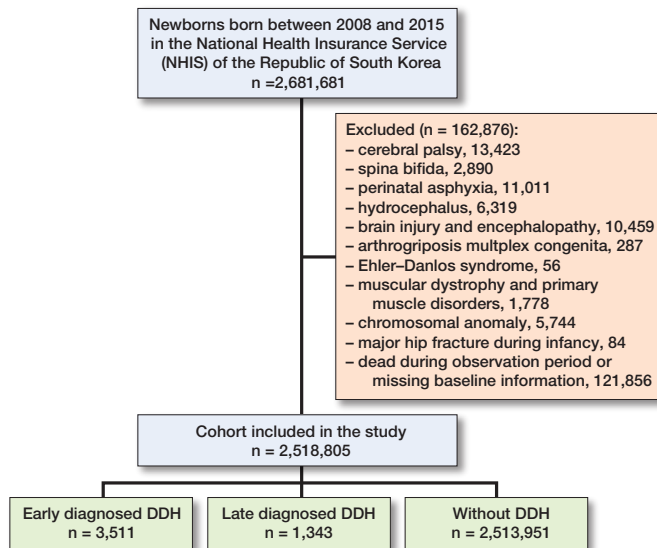 Newborns born between 2008 and 2015
in the National Health Insurance Service
(NHIS) of the Republic of South Korea
n =2,681,681
Excluded (n = 162,876):
– cerebral palsy, 13,423
– spina bifida, 2,890
– perinatal asphyxia, 11,011
– hydrocephalus, 6,319
– brain injury and encephalopathy, 10,459
– arthrogriposis multplex congenita, 287
– Ehler–Danlos syndrome, 56
– muscular dystrophy and primary
muscle disorders, 1,778
– chromosomal anomaly, 5,744
– major hip fracture during infancy, 84
– dead during observation period or
missing baseline information, 121,856
Cohort included in the study
n = 2,518,805
Early diagnosed DDH
n = 3,511
Late diagnosed DDH
n = 1,343
Without DDH
n = 2,513,951